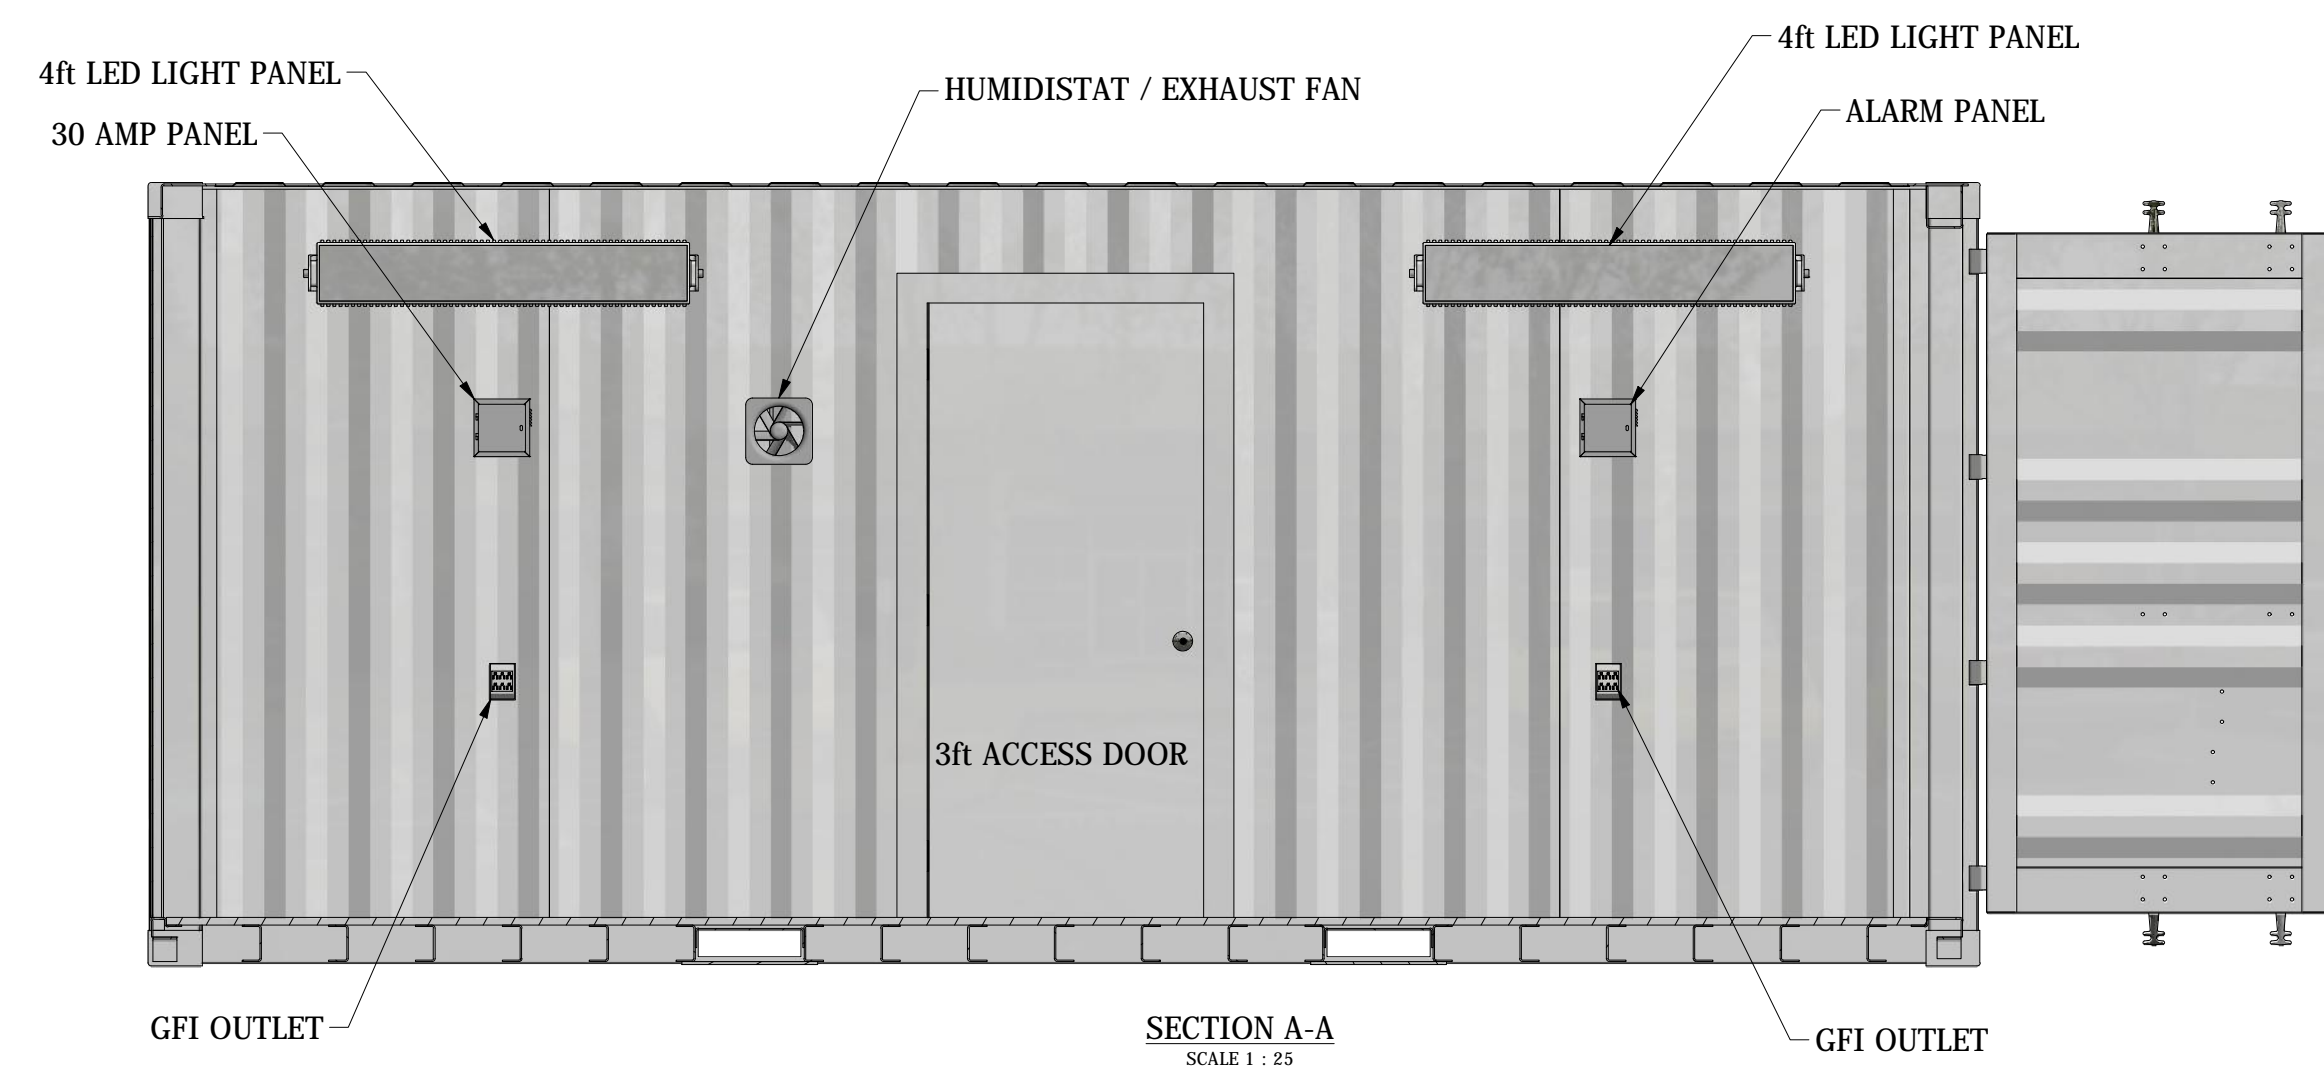 4ft LED LIGHT PANEL
4ft LED LIGHT PANEL
HUMIDISTAT / EXHAUST FAN
ALARM PANEL
30 AMP PANEL
3ft ACCESS DOOR
GFI OUTLET
SECTION A-A
GFI OUTLET
SCALE 1 : 25